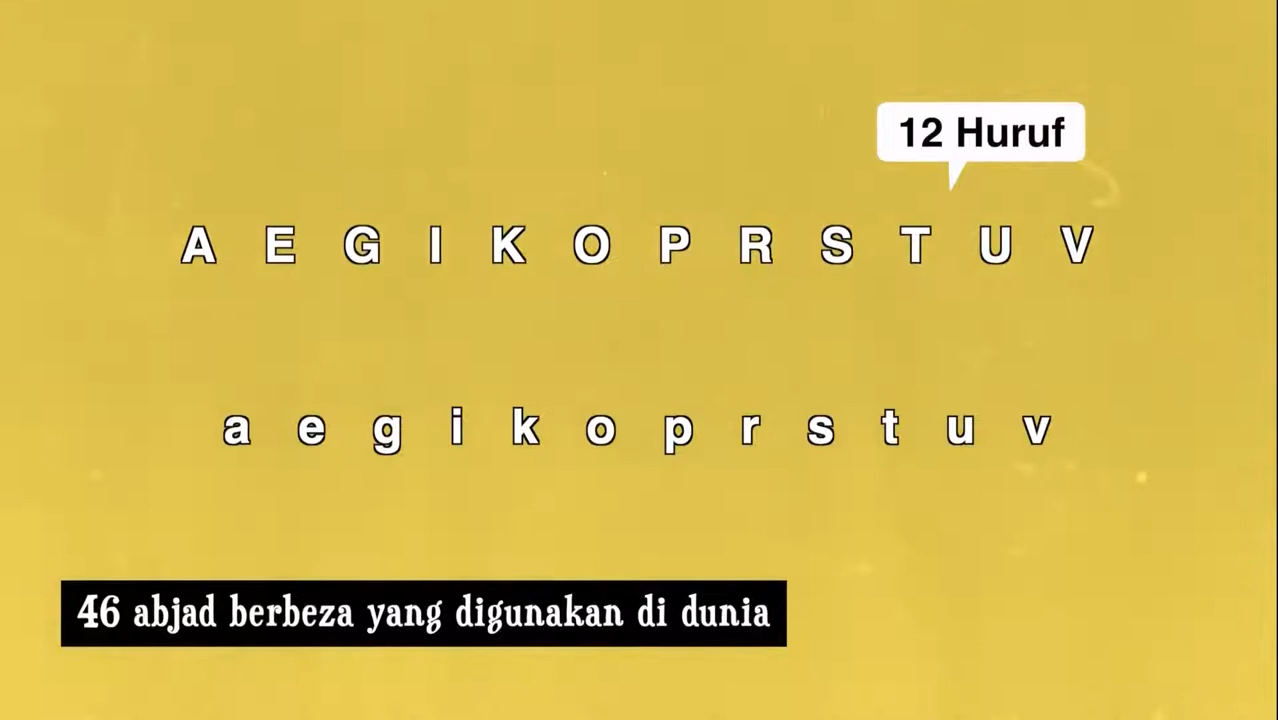 12 Huruf
A E G I K O P R S T U V
a e g i k o p r s t u v
46 abjad berbeza yang digunakan di dunia